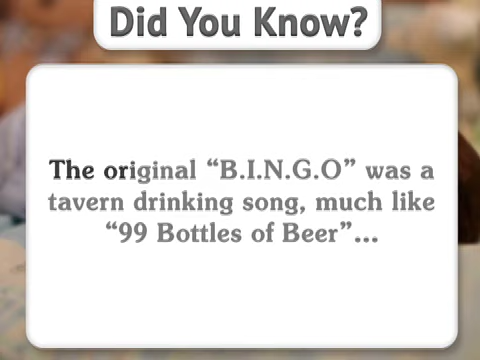 Did You Know?
The original “B.I.N.G.O” was a
tavern drinking song, much like
“99 Bottles of Beer”...